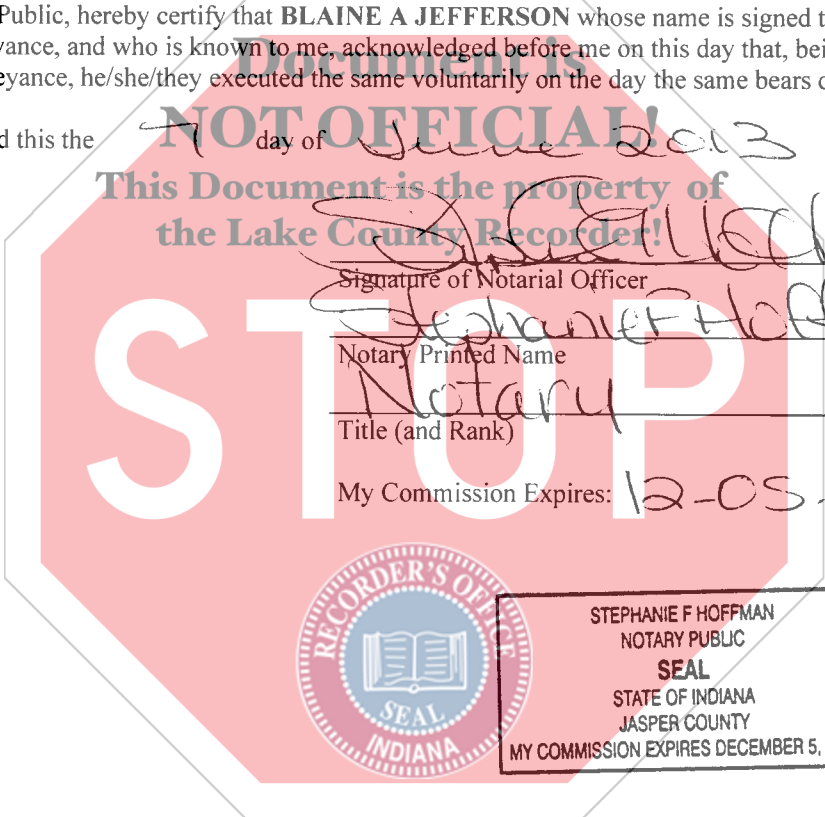 Public, hereby certify that BLAINE A JEFFERSON whose name is signed t
vance, and who is known to me, acknowledged before me on this day that, bei
eyance, he/she/they executed the same voluntarily on the day the same bears
Document is
NOT OFFICIAL!
d this the 7 day of June 2013
This Document is the property of
the Lake County Recorder!
Signature of Notarial Officer
Stephanie F Hoff
Notary Printed Name
Notary
Title (and Rank)
STOP
My Commission Expires: 12-05-
RECORDER'S OFFICE
SEAL
INDIANA
STEPHANIE F HOFFMAN
NOTARY PUBLIC
SEAL
STATE OF INDIANA
JASPER COUNTY
MY COMMISSION EXPIRES DECEMBER 5,